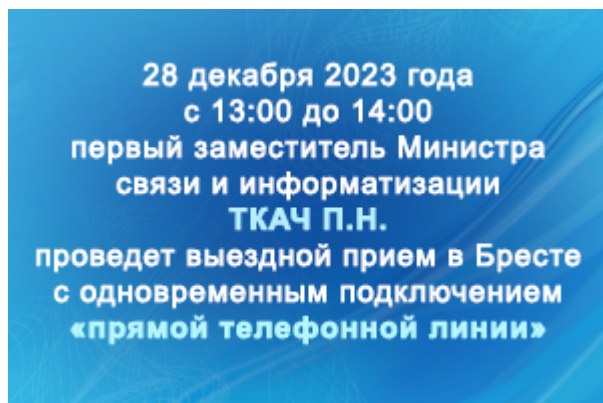 28 декабря 2023 года
с 13:00 до 14:00
первый заместитель Министра
связи и информатизации
ТКАЧ П.Н.
проведет выездной прием в Бресте
с одновременным подключением
«прямой телефонной линии»